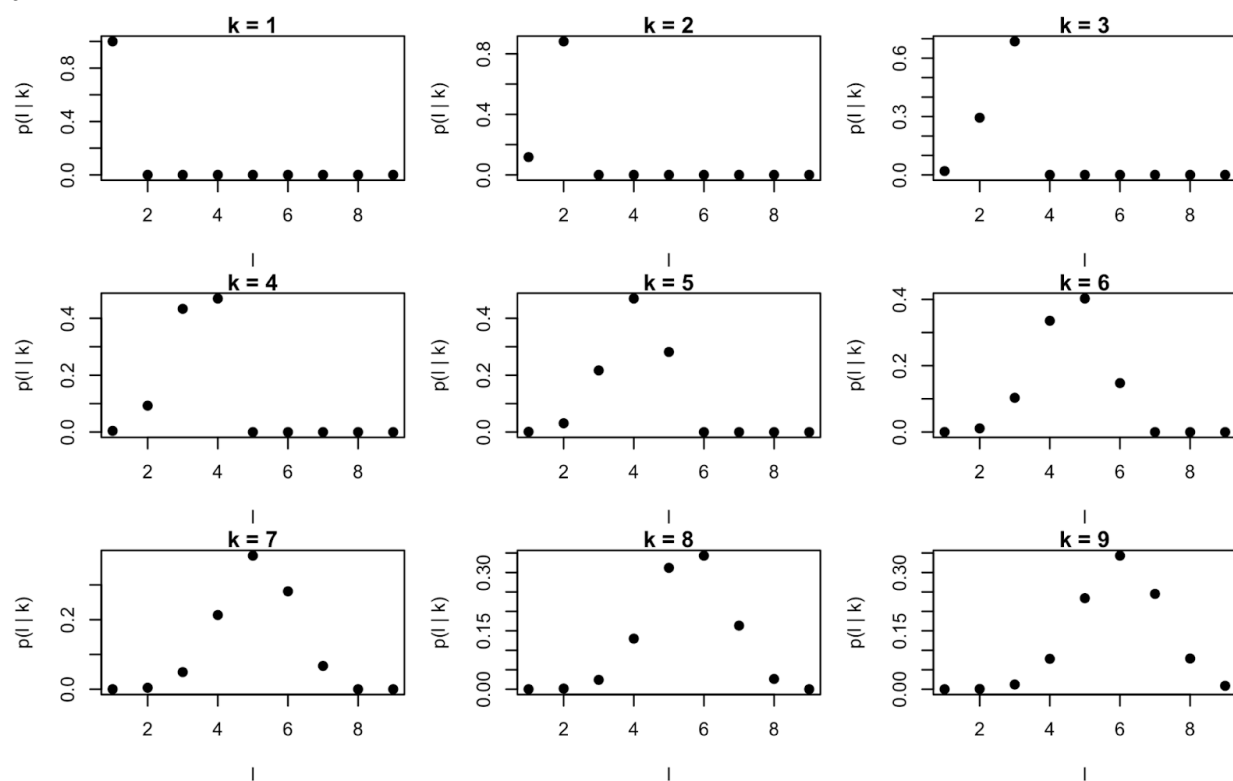 k = 1
p(l | k)
0.0 0.4 0.8
2 4 6 8
l
k = 2
p(l | k)
0.0 0.4 0.8
2 4 6 8
l
k = 3
p(l | k)
0.0 0.3 0.6
2 4 6 8
l
k = 4
p(l | k)
0.0 0.2 0.4
2 4 6 8
l
k = 5
p(l | k)
0.0 0.2 0.4
2 4 6 8
l
k = 6
p(l | k)
0.0 0.2 0.4
2 4 6 8
l
k = 7
p(l | k)
0.0 0.2
2 4 6 8
l
k = 8
p(l | k)
0.00 0.15 0.30
2 4 6 8
l
k = 9
p(l | k)
0.00 0.15 0.30
2 4 6 8
l